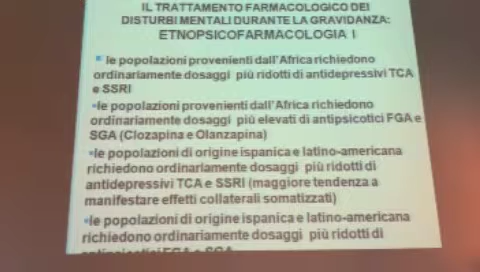 IL TRATTAMENTO FARMACOLOGICO DEI
DISTURBI MENTALI DURANTE LA GRAVIDANZA:
ETNOPSICOFARMACOLOGIA I
• le popolazioni provenienti dall'Africa richiedono
ordinariamente dosaggi più ridotti di antidepressivi TCA
e SSRI
•le popolazioni provenienti dall'Africa richiedono
ordinariamente dosaggi più elevati di antipsicotici FGA e
SGA (Clozapina e Olanzapina)
•le popolazioni di origine ispanica e latino-americana
richiedono ordinariamente dosaggi più ridotti di
antidepressivi TCA e SSRI (maggiore tendenza a
manifestare effetti collaterali somatizzati)
•le popolazioni di origine ispanica e latino-americana
richiedono ordinariamente dosaggi più ridotti di
antipsicotici FGA e SGA